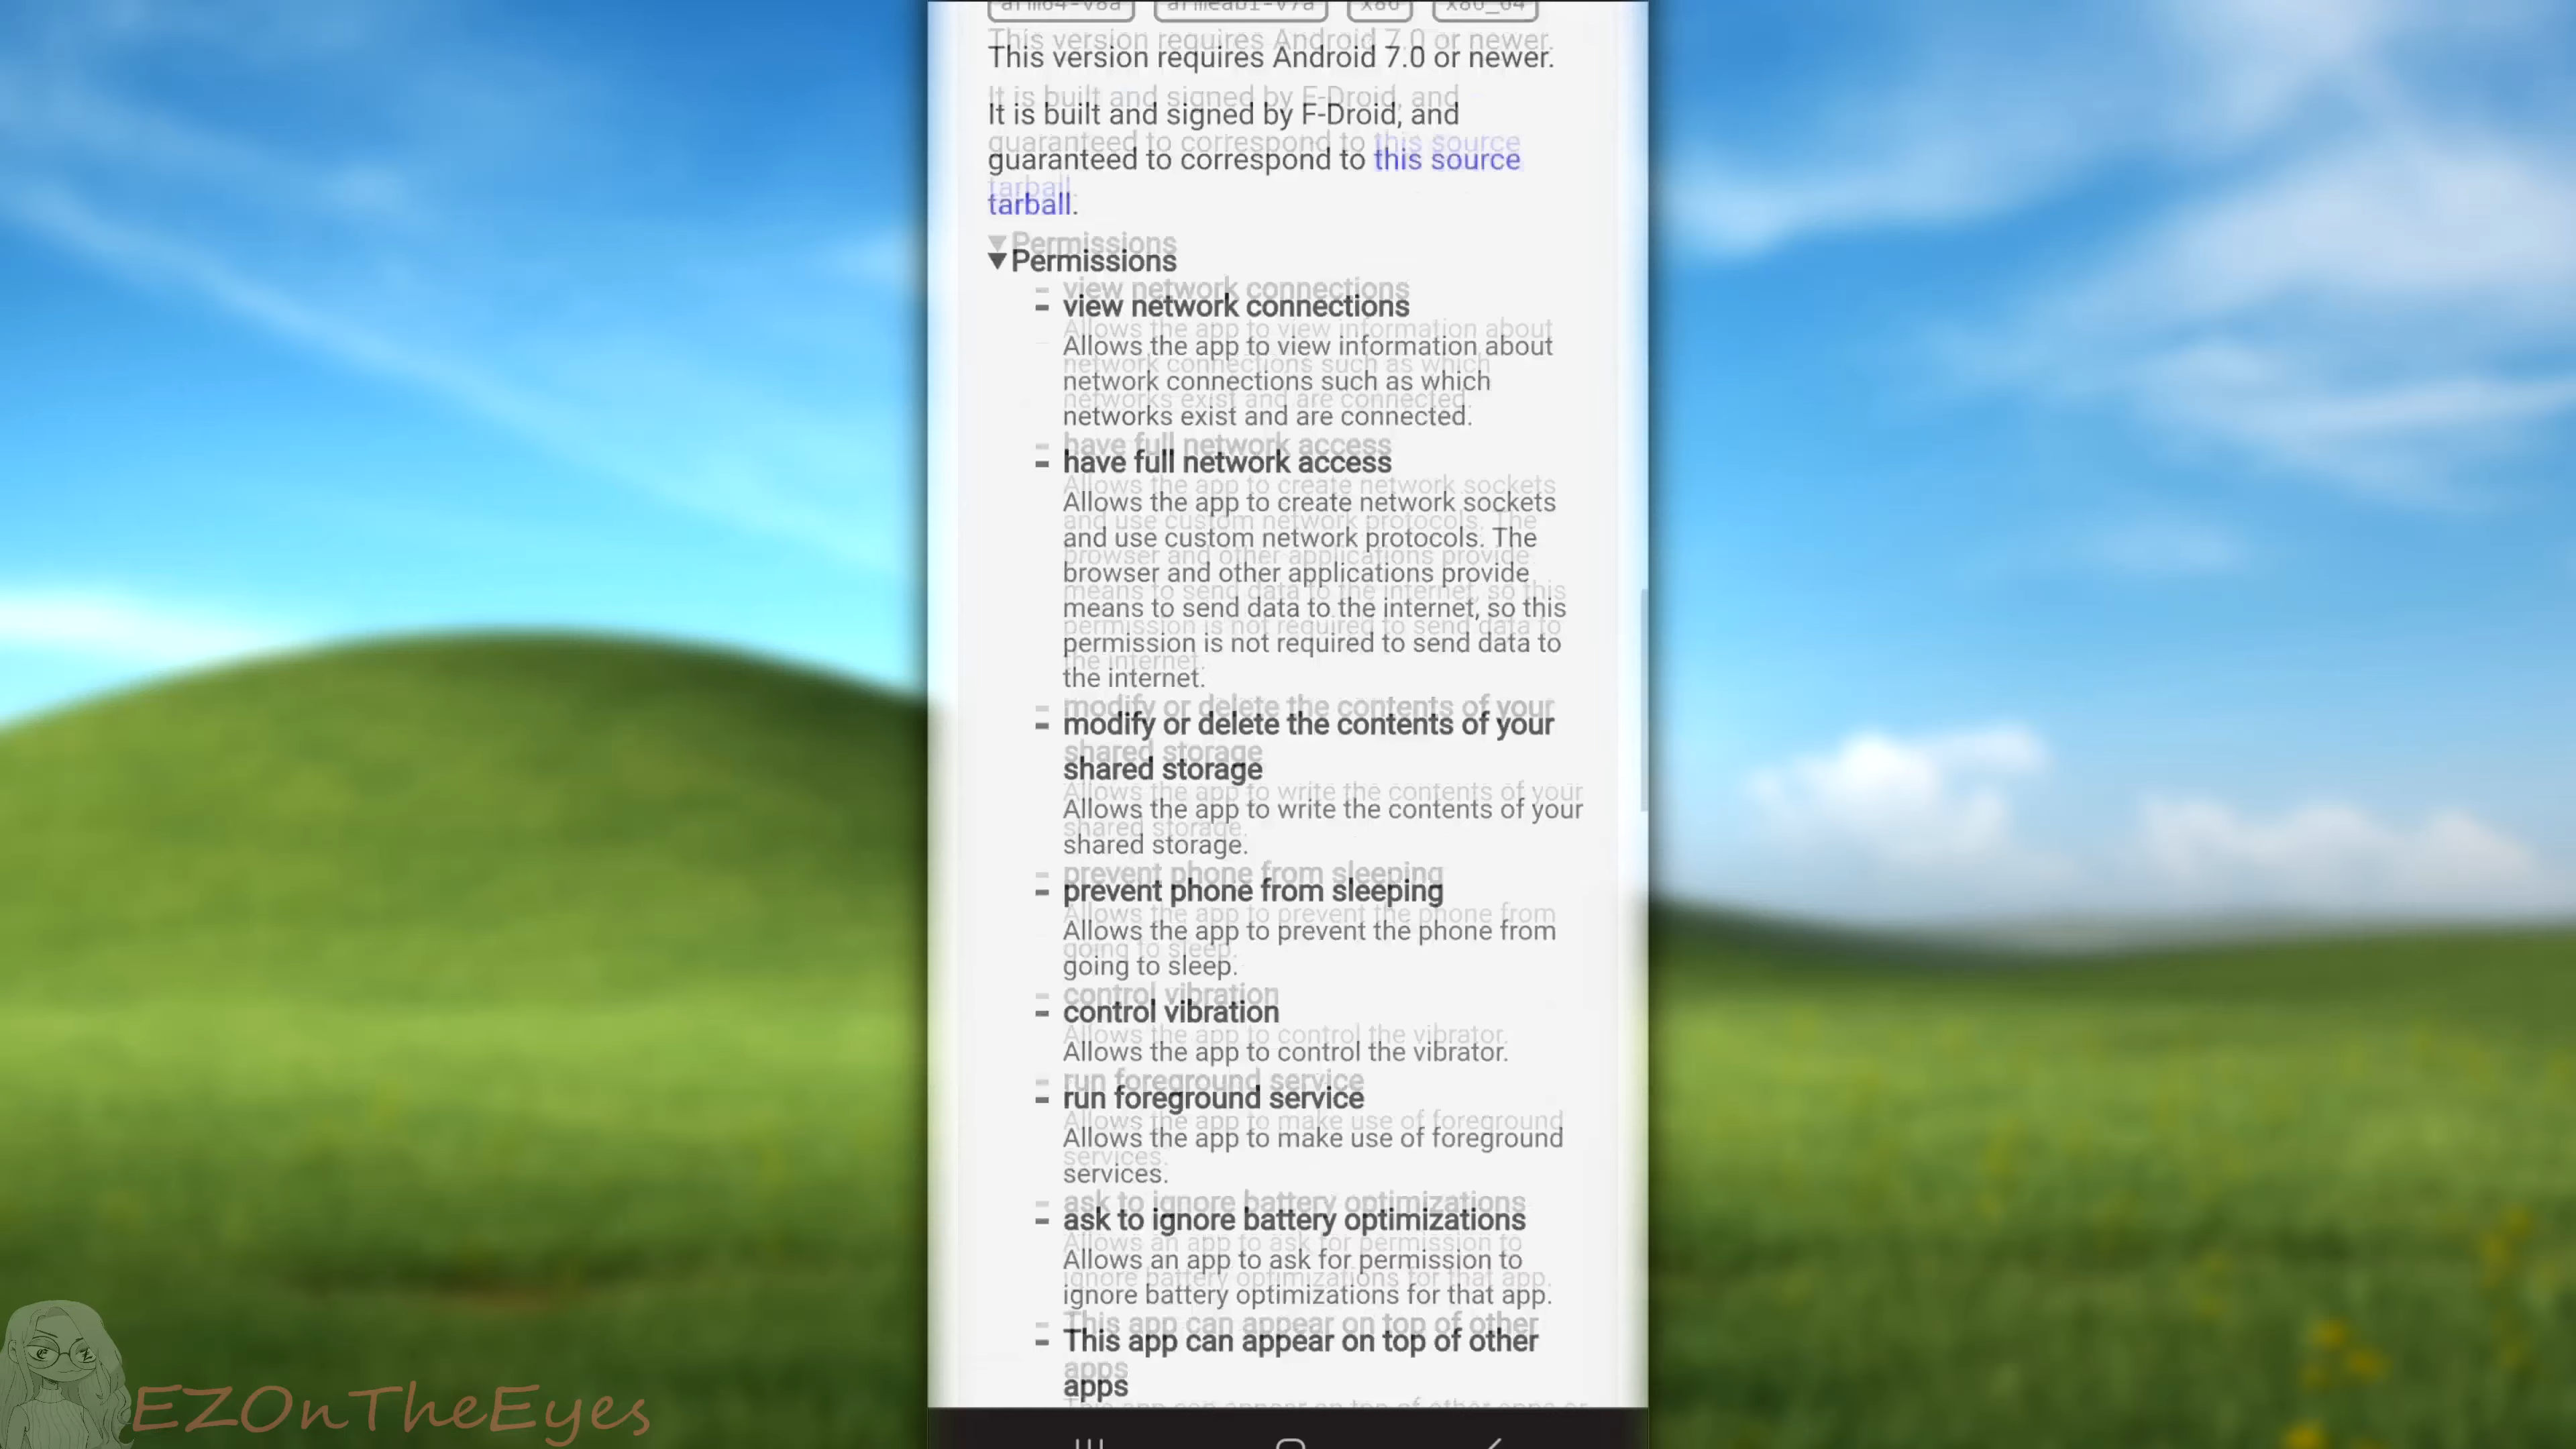 arm64-v8a armeabi-v7a x86 x86_64
This version requires Android 7.0 or newer.
It is built and signed by F-Droid, and
guaranteed to correspond to this source
tarball.
▼Permissions
- view network connections
Allows the app to view information about
network connections such as which
networks exist and are connected.
- have full network access
Allows the app to create network sockets
and use custom network protocols. The
browser and other applications provide
means to send data to the internet, so this
permission is not required to send data to
the internet.
- modify or delete the contents of your
shared storage
Allows the app to write the contents of your
shared storage.
- prevent phone from sleeping
Allows the app to prevent the phone from
going to sleep.
- control vibration
Allows the app to control the vibrator.
- run foreground service
Allows the app to make use of foreground
services.
- ask to ignore battery optimizations
Allows an app to ask for permission to
ignore battery optimizations for that app.
- This app can appear on top of other
apps
EZOnTheEyes